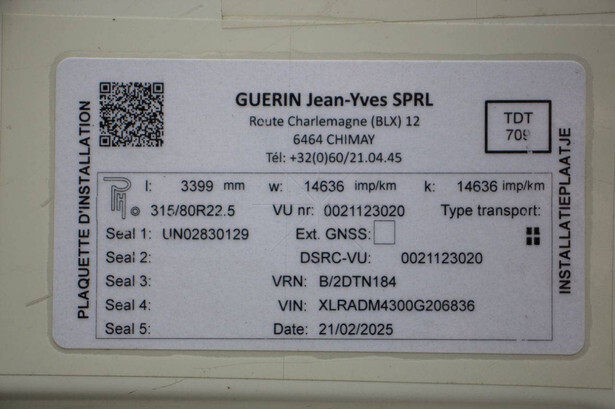 GUERIN Jean-Yves SPRL
Route Charlemagne (BLX) 12
6464 CHIMAY
Tél: +32(0)60/21.04.45
TDT
709
PLAQUETTE D'INSTALLATION
l: 3399 mm w: 14636 imp/km k: 14636 imp/km
315/80R22.5 VU nr: 0021123020 Type transport:
Seal 1: UN02830129 Ext. GNSS:
Seal 2: DSRC-VU: 0021123020
Seal 3: VRN: B/2DTN184
Seal 4: VIN: XLRADM4300G206836
Seal 5: Date: 21/02/2025
INSTALLATIEPLAATJE